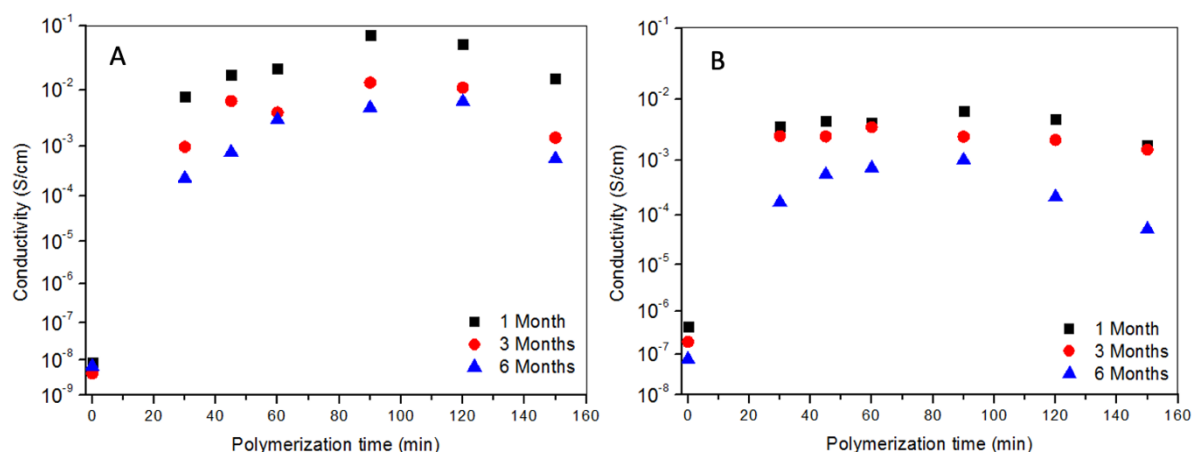 A
Conductivity (S/cm)
10⁻¹
10⁻²
10⁻³
10⁻⁴
10⁻⁵
10⁻⁶
10⁻⁷
10⁻⁸
10⁻⁹
1 Month
3 Months
6 Months
0 20 40 60 80 100 120 140 160
Polymerization time (min)
B
Conductivity (S/cm)
10⁻¹
10⁻²
10⁻³
10⁻⁴
10⁻⁵
10⁻⁶
10⁻⁷
10⁻⁸
1 Month
3 Months
6 Months
0 20 40 60 80 100 120 140 160
Polymerization time (min)